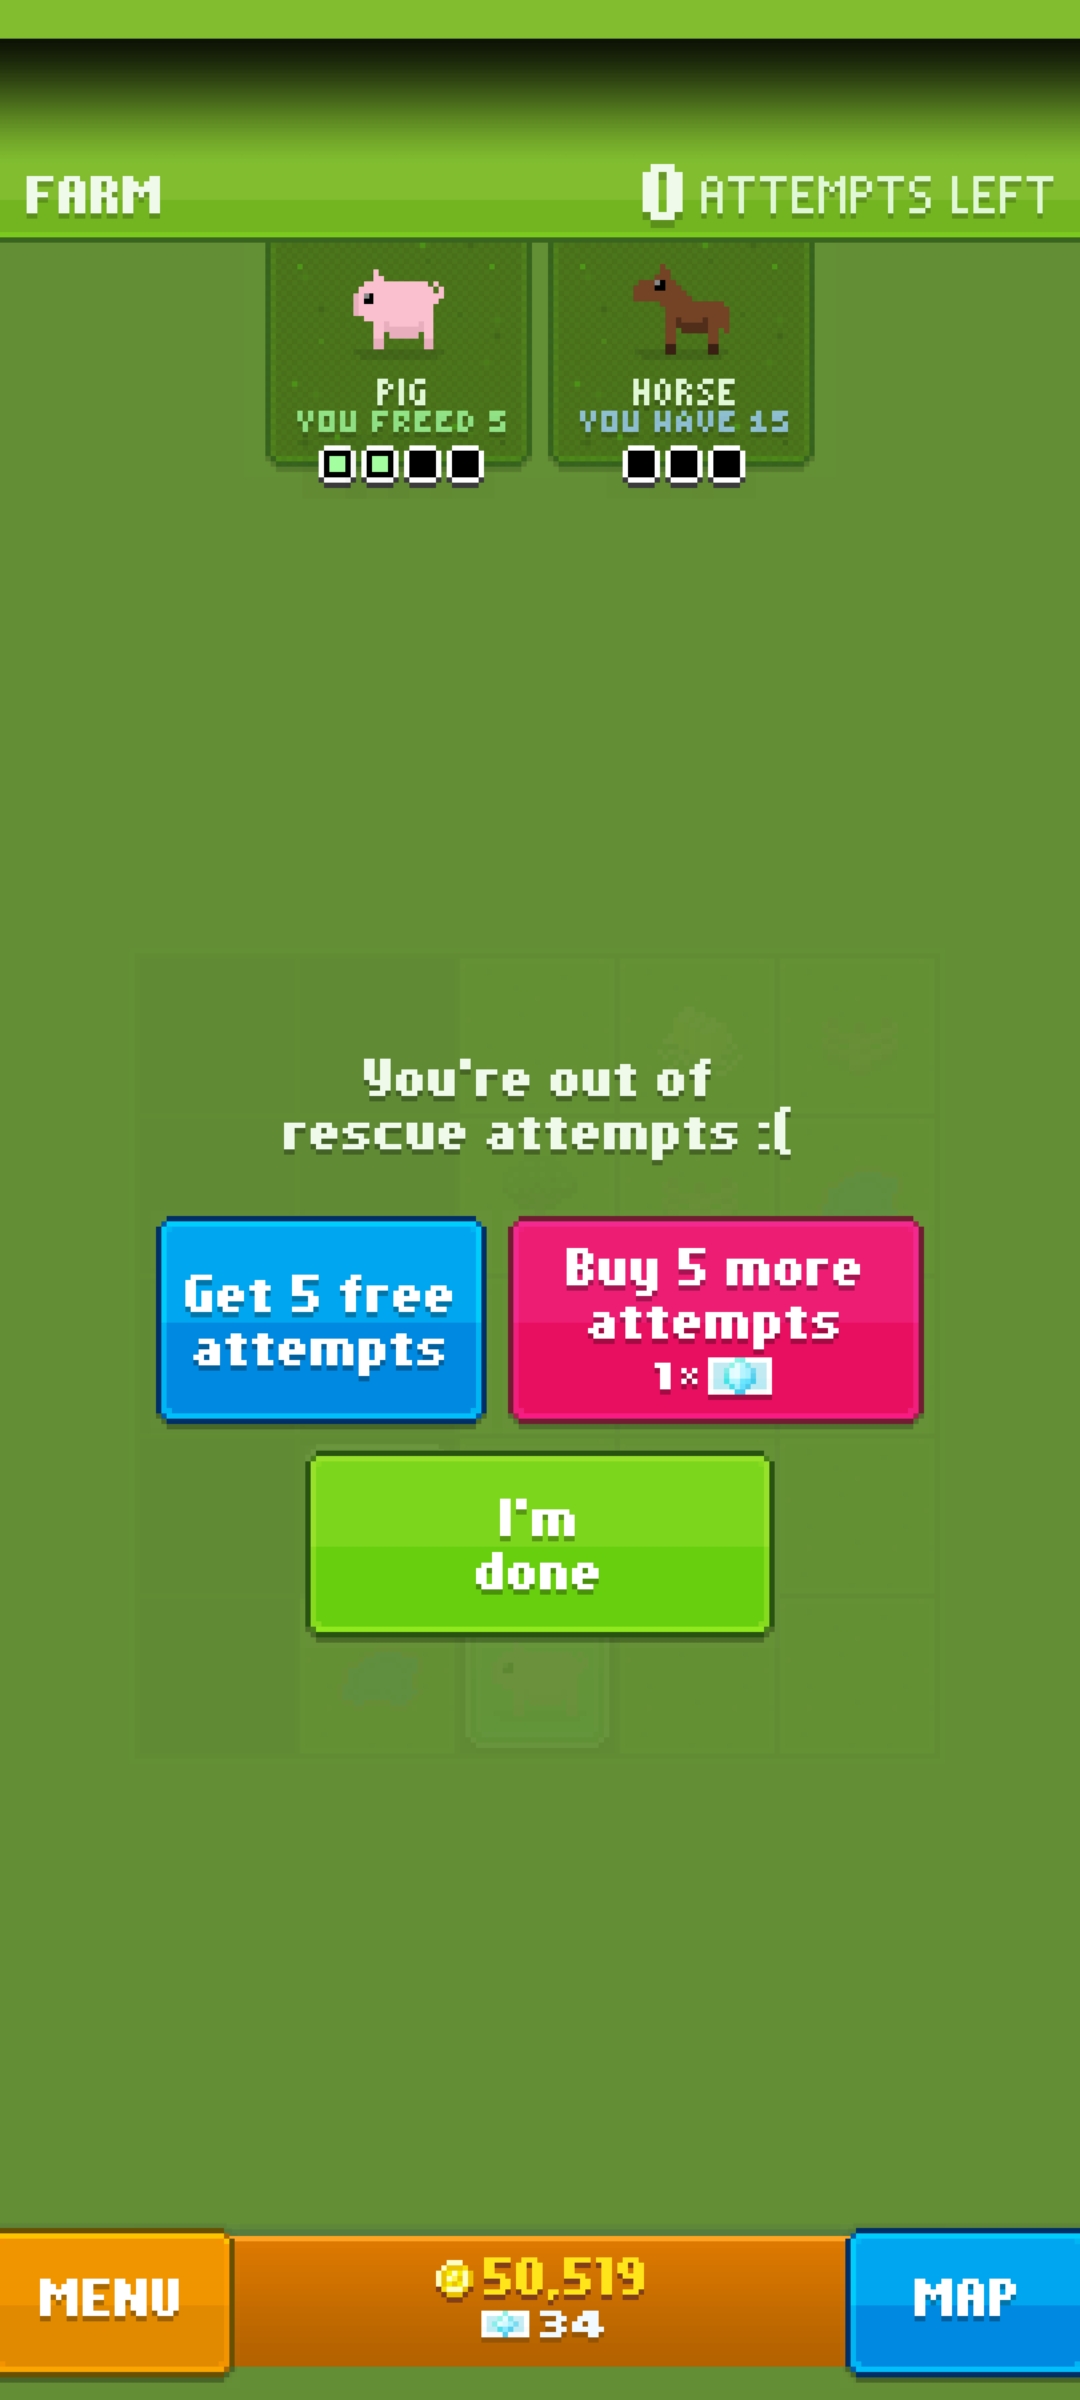 FARM
0 ATTEMPTS LEFT
PIG
YOU FREED 5
HORSE
YOU HAVE 15
You're out of
rescue attempts :(
Get 5 free
attempts
Buy 5 more
attempts
1×
I'm
done
MENU
50,519
34
MAP